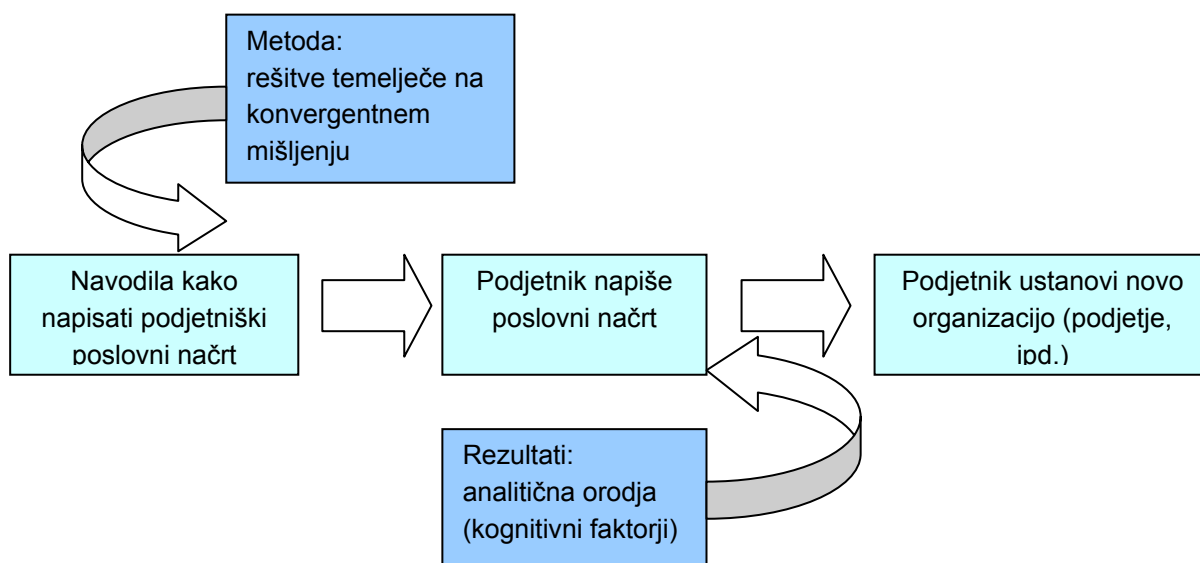 Metoda:
rešitve temelječe na
konvergentnem
mišljenju
Navodila kako
napisati podjetniški
poslovni načrt
Podjetnik napiše
poslovni načrt
Podjetnik ustanovi novo
organizacijo (podjetje,
ipd.)
Rezultati:
analitična orodja
(kognitivni faktorji)